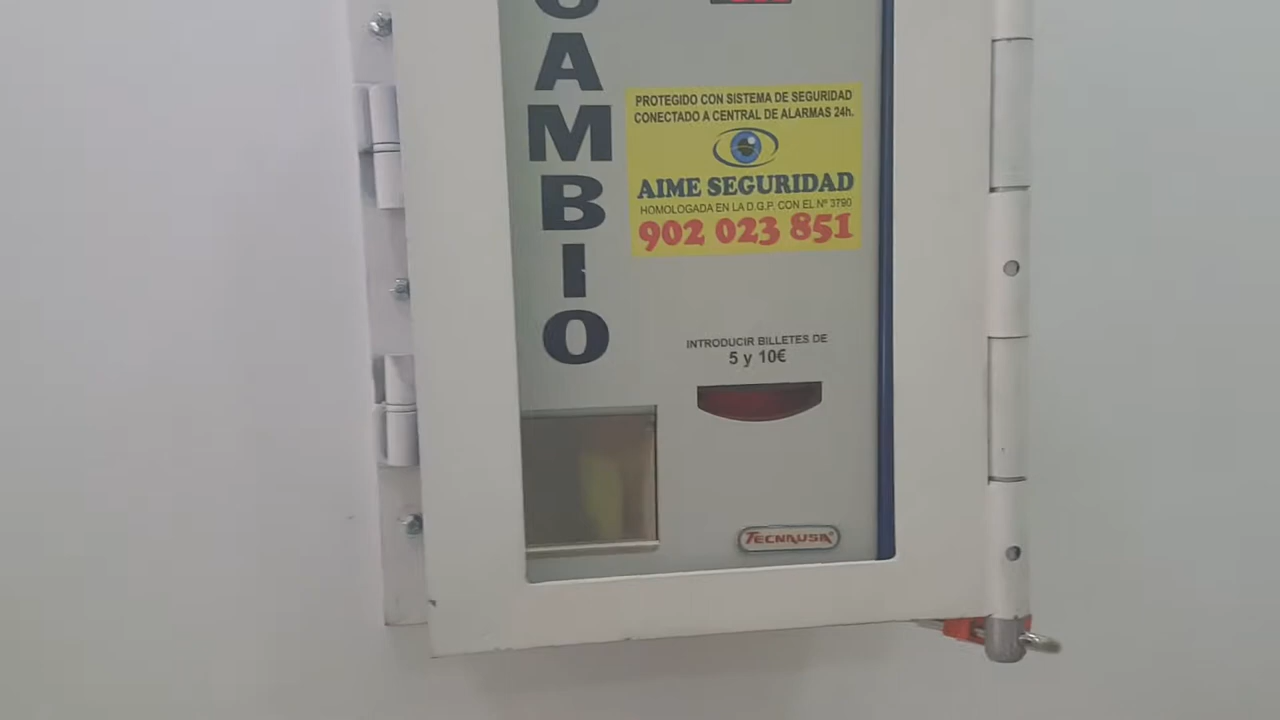 CAMBIO
PROTEGIDO CON SISTEMA DE SEGURIDAD
CONECTADO A CENTRAL DE ALARMAS 24h.
AIME SEGURIDAD
HOMOLOGADA EN LA D.G.P. CON EL Nº 3790
902 023 851
INTRODUCIR BILLETES DE
5 y 10€
TECNAUSA